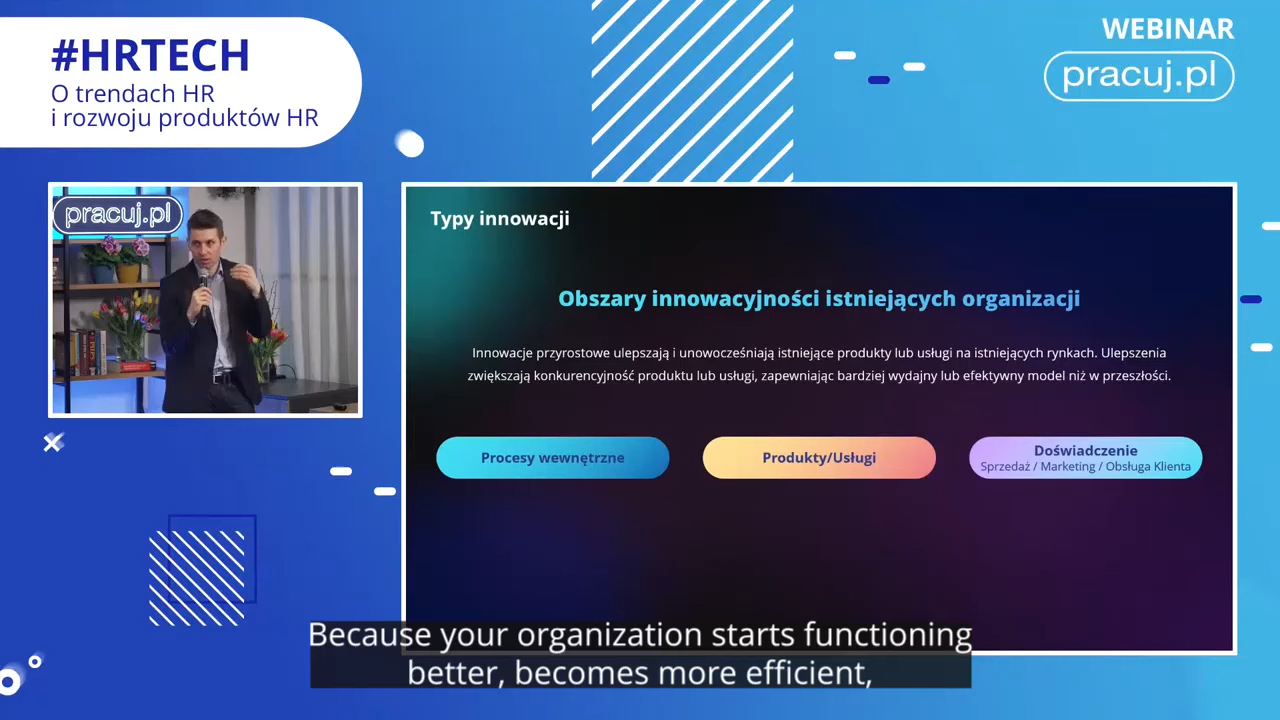 #HRTECH
O trendach HR
i rozwoju produktów HR
WEBINAR
pracuj.pl
pracuj.pl
Typy innowacji
Obszary innowacyjności istniejących organizacji
Innowacje przyrostowe ulepszają i unowocześniają istniejące produkty lub usługi na istniejących rynkach. Ulepszenia
zwiększają konkurencyjność produktu lub usługi, zapewniając bardziej wydajny lub efektywny model niż w przeszłości.
Procesy wewnętrzne
Produkty/Usługi
Doświadczenie
Sprzedaż / Marketing / Obsługa Klienta
Because your organization starts functioning
better, becomes more efficient,